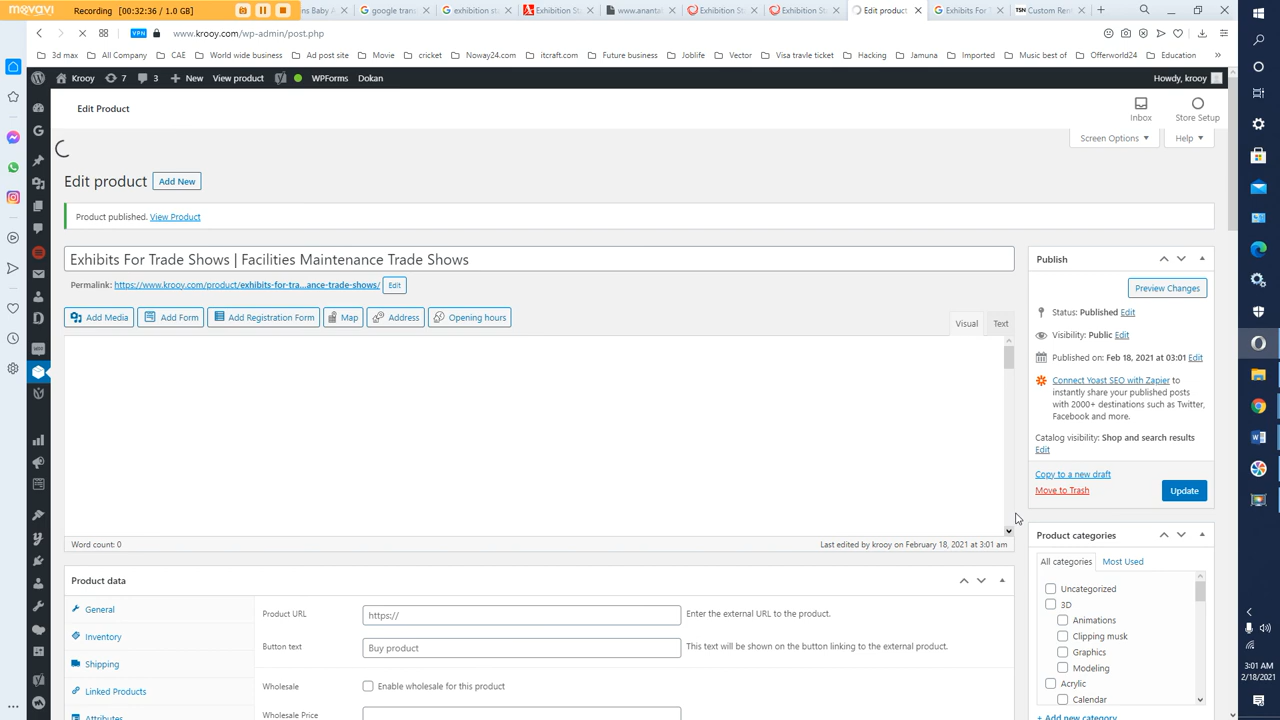 movavi
Recording: [00:32:36 / 1.0 GB]
ns Baby A
google tran
exhibition st
Exhibition St
www.anantat
Exhibition St
Exhibition St
Edit product
Exhibits For
Custom Ren
VPN
www.krooy.com/wp-admin/post.php
3d max
All Company
CAE
World wide business
Movie
cricket
Noway24.com
itcraft.com
Future business
Joblife
Vector
Visa travle ticket
Hacking
Jamuna
Imported
Music best of
Offerworld24
Education
Krooy
7
3
New
View product
WPForms
Dokan
Howdy, krooy
Edit Product
Inbox
Store Setup
Screen Options
Help
Edit product
Add New
Product published. View Product
Exhibits For Trade Shows | Facilities Maintenance Trade Shows
Permalink: https://www.krooy.com/product/exhibits-for-tra...ance-trade-shows/ Edit
Add Media
Add Form
Add Registration Form
Map
Address
Opening hours
Visual
Text
Word count: 0
Last edited by krooy on February 18, 2021 at 3:01 am
Product data
General
Inventory
Shipping
Linked Products
Attributes
Product URL
https://
Enter the external URL to the product.
Button text
Buy product
This text will be shown on the button linking to the external product.
Wholesale
Enable wholesale for this product
Wholesale Price
Publish
Preview Changes
Status: Published Edit
Visibility: Public Edit
Published on: Feb 18, 2021 at 03:01 Edit
Connect Yoast SEO with Zapier to
instantly share your published posts
with 2000+ destinations such as Twitter,
Facebook and more.
Catalog visibility: Shop and search results
Edit
Copy to a new draft
Move to Trash
Update
Product categories
All categories
Most Used
Uncategorized
3D
Animations
Clipping musk
Graphics
Modeling
Acrylic
Calendar
+ Add new category
3:01 AM
2/18/2021